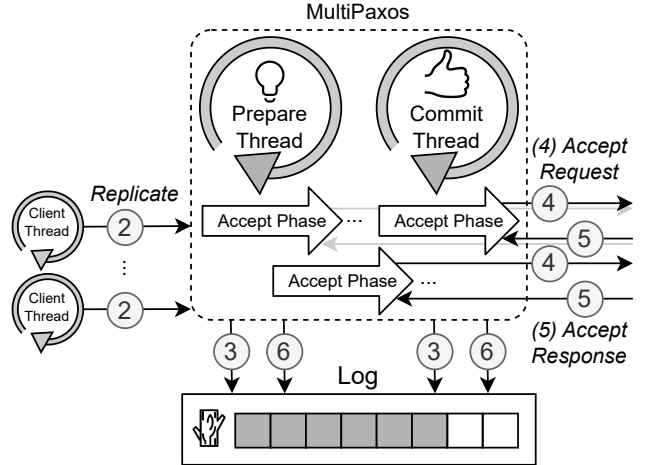 MultiPaxos
Prepare
Thread
Commit
Thread
(4) Accept
Request
Replicate
Client
Thread
2
Accept Phase
...
Accept Phase
4
5
...
Accept Phase
...
4
Client
Thread
2
5
(5) Accept
Response
3
6
3
6
Log